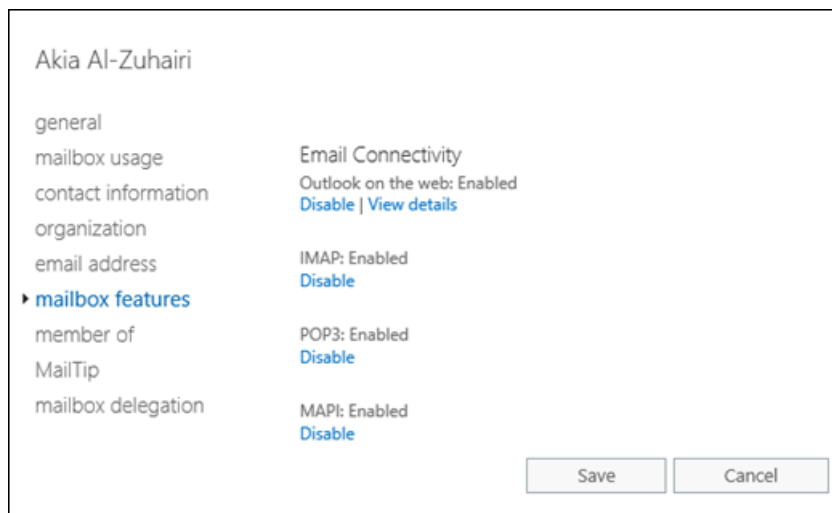 Akia Al-Zuhairi
general
mailbox usage
contact information
organization
email address
mailbox features
member of
MailTip
mailbox delegation
Email Connectivity
Outlook on the web: Enabled
Disable | View details
IMAP: Enabled
Disable
POP3: Enabled
Disable
MAPI: Enabled
Disable
Save
Cancel